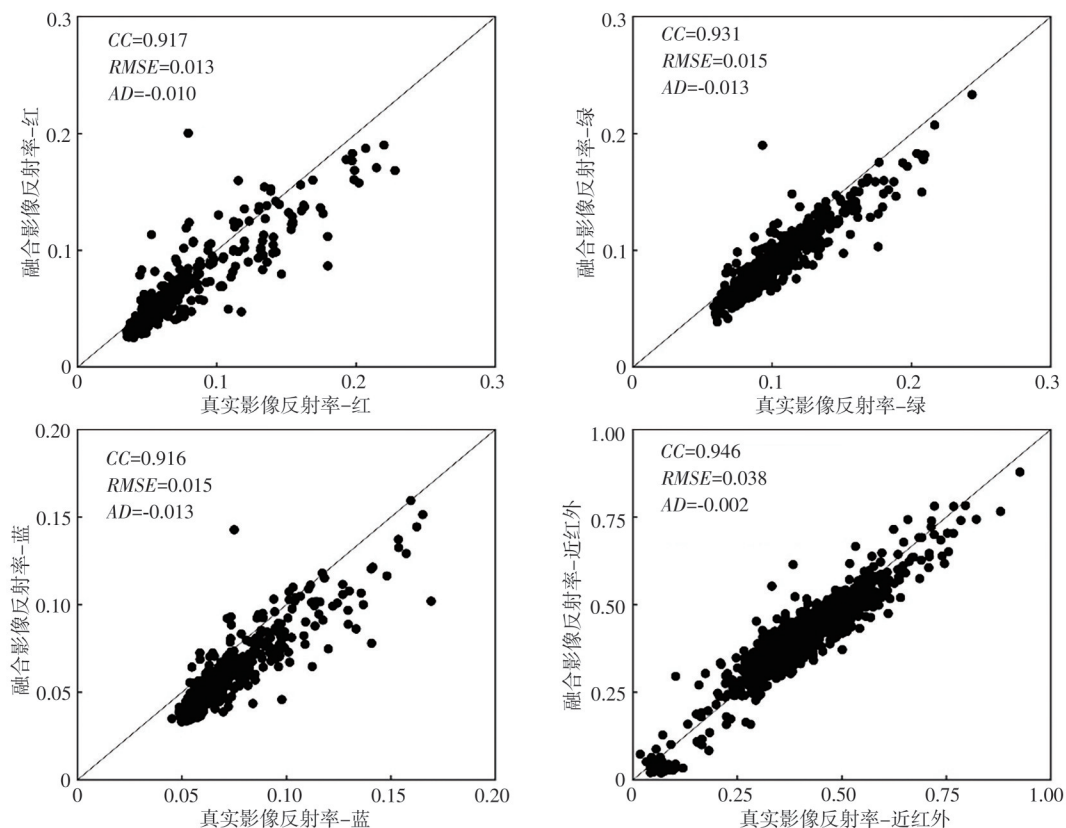 0.3
CC=0.917
RMSE=0.013
AD=-0.010
0.2
0.1
0
融合影像反射率-红
0
0.1
0.2
0.3
真实影像反射率-红
0.3
CC=0.931
RMSE=0.015
AD=-0.013
0.2
0.1
0
融合影像反射率-绿
0
0.1
0.2
0.3
真实影像反射率-绿
0.20
CC=0.916
RMSE=0.015
AD=-0.013
0.15
0.10
0.05
0
融合影像反射率-蓝
0
0.05
0.10
0.15
0.20
真实影像反射率-蓝
1.00
CC=0.946
RMSE=0.038
AD=-0.002
0.75
0.50
0.25
0
融合影像反射率-近红外
0
0.25
0.50
0.75
1.00
真实影像反射率-近红外